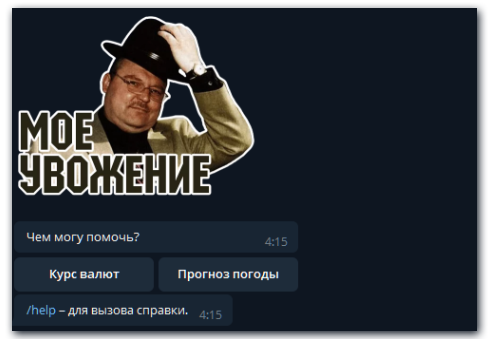 МОЕ
УВОЖЕНИЕ
Чем могу помочь?
4:15
Курс валют Прогноз погоды
/help – для вызова справки. 4:15